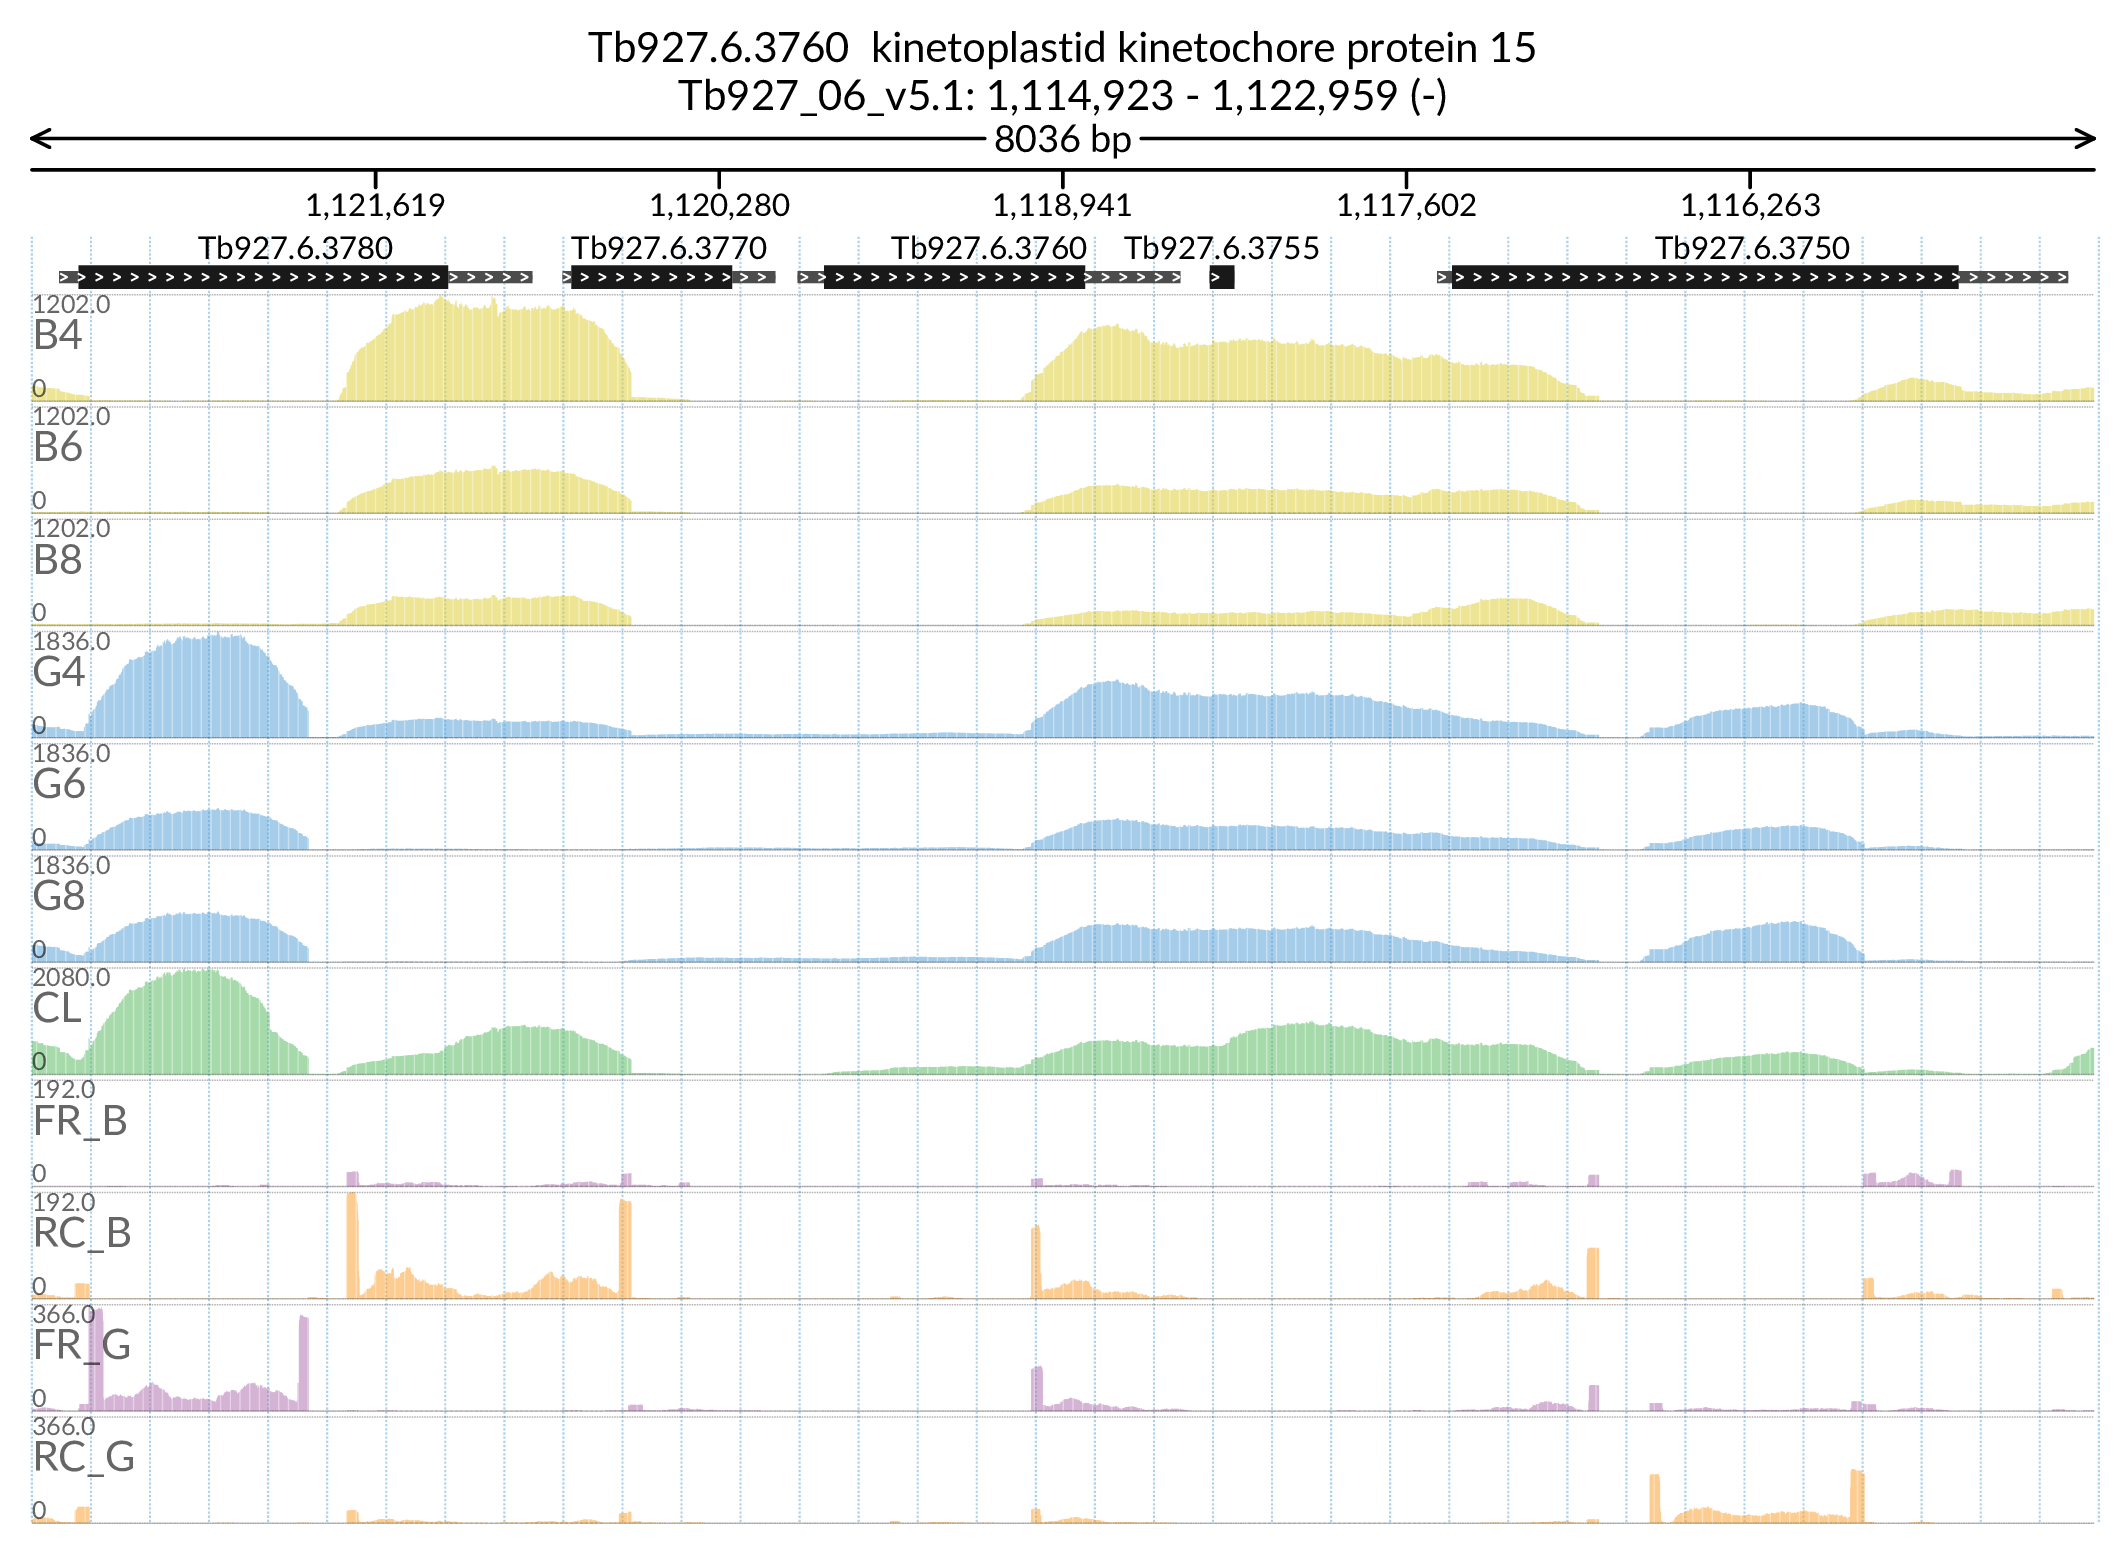 Tb927.6.3760  kinetoplastid kinetochore protein 15
Tb927_06_v5.1: 1,114,923 - 1,122,959 (-)
8036 bp
1,121,619 1,120,280 1,118,941 1,117,602 1,116,263
Tb927.6.3780 Tb927.6.3770 Tb927.6.3760 Tb927.6.3755 Tb927.6.3750
1202.0
B4
0
1202.0
B6
0
1202.0
B8
0
1836.0
G4
0
1836.0
G6
0
1836.0
G8
0
2080.0
CL
0
192.0
FR_B
0
192.0
RC_B
0
366.0
FR_G
0
366.0
RC_G
0